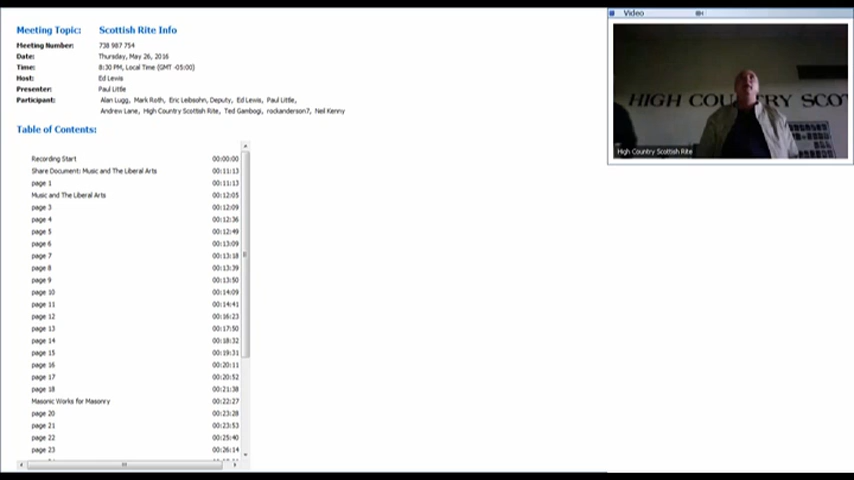 Meeting Topic: Scottish Rite Info
Meeting Number: 738 987 754
Date: Thursday, May 26, 2016
Time: 8:30 PM, Local Time (GMT -05:00)
Host: Ed Lewis
Presenter: Paul Little
Participant: Alan Lugg, Mark Roth, Eric Leibsohn, Deputy, Ed Lewis, Paul Little,
Andrew Lane, High Country Scottish Rite, Ted Gambogi, rockanderson7, Neil Kenny
Table of Contents:
Recording Start 00:00:00
Share Document: Music and The Liberal Arts 00:11:13
page 1 00:11:13
Music and The Liberal Arts 00:12:05
page 3 00:12:09
page 4 00:12:36
page 5 00:12:49
page 6 00:13:09
page 7 00:13:18
page 8 00:13:39
page 9 00:13:50
page 10 00:14:09
page 11 00:14:41
page 12 00:16:23
page 13 00:17:50
page 14 00:18:32
page 15 00:19:31
page 16 00:20:11
page 17 00:20:52
page 18 00:21:38
Masonic Works for Masonry 00:22:27
page 20 00:23:28
page 21 00:23:53
page 22 00:25:40
page 23 00:26:14
Video
HIGH COUNTRY SCOT
High Country Scottish Rite